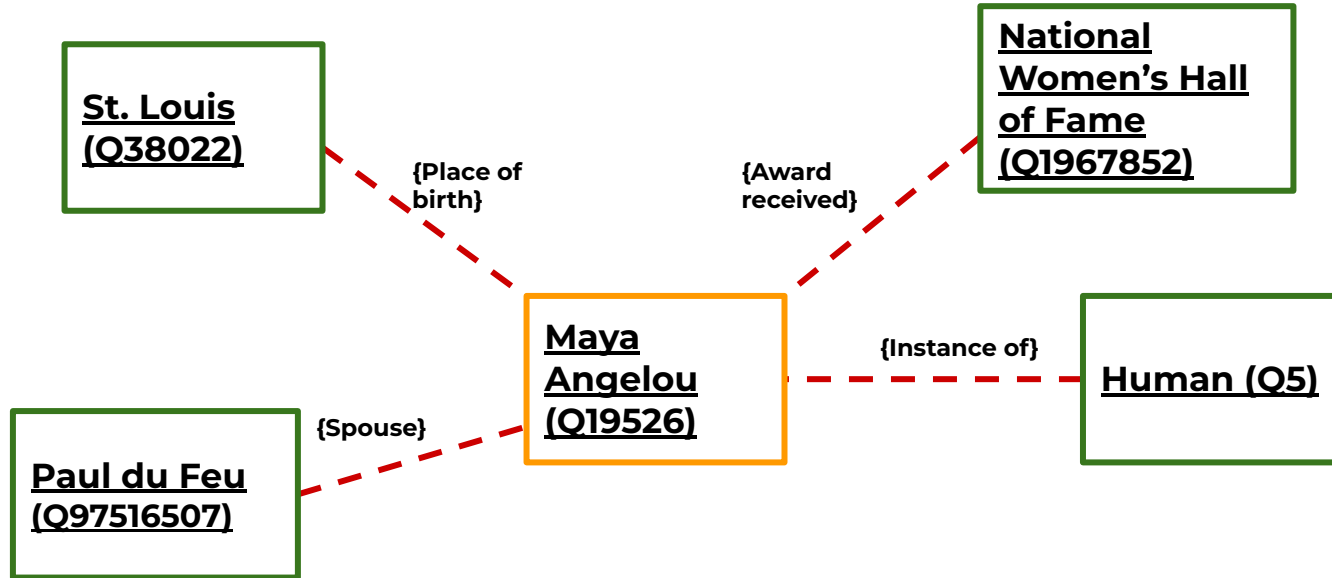 St. Louis
(Q38022)
{Place of
birth}
{Award
received}
National
Women’s Hall
of Fame
(Q1967852)
Maya
Angelou
(Q19526)
{Instance of}
Human (Q5)
{Spouse}
Paul du Feu
(Q97516507)